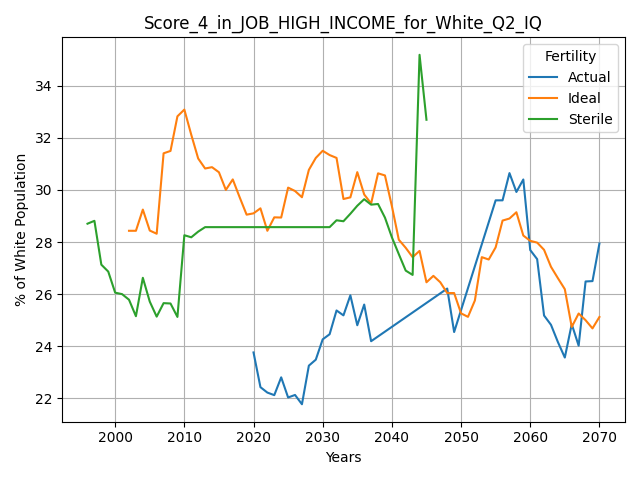 Score_4_in_JOB_HIGH_INCOME_for_White_Q2_IQ
Fertility
Actual
Ideal
Sterile
% of White Population
34
32
30
28
26
24
22
2000 2010 2020 2030 2040 2050 2060 2070
Years